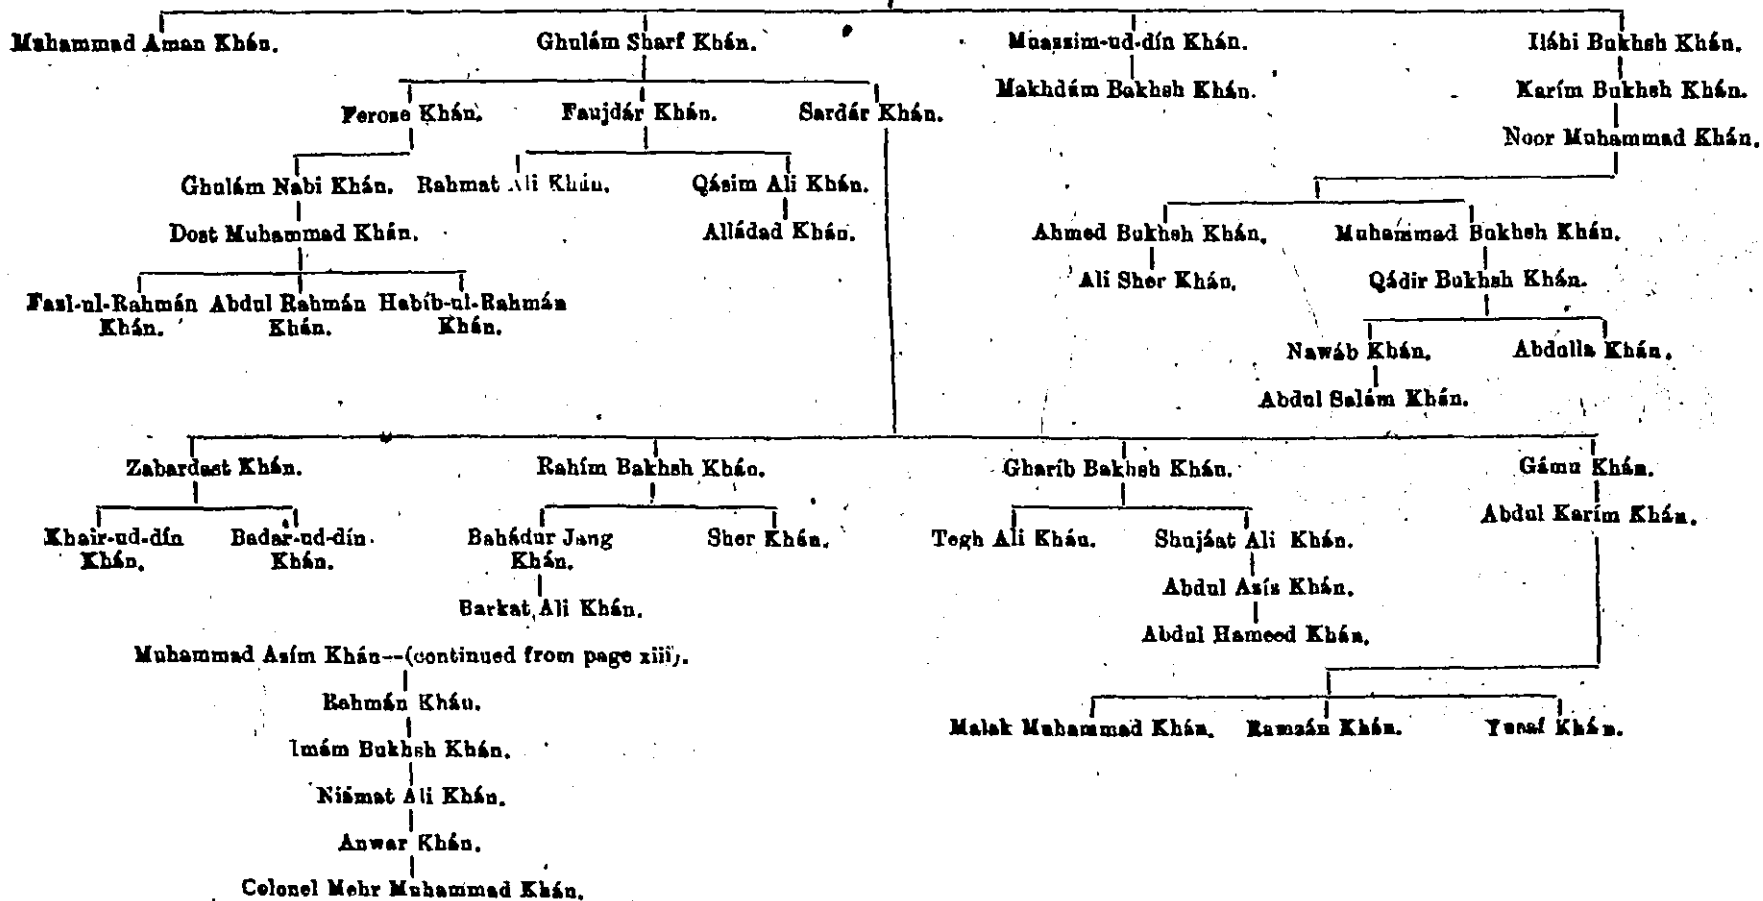 Muhammad Aman Khán. Ghulám Sharf Khán. Muazzim-ud-dín Khán. Iláhi Bukhsh Khán.
Makhdúm Bakhsh Khán. Karím Bukhsh Khán.
Feroze Khán. Faujdár Khán. Sardár Khán.
Noor Muhammad Khán.
Ghulám Nabi Khán. Rahmat Ali Khán. Qásim Ali Khán.
Dost Muhammad Khán. Alládad Khán. Ahmed Bukhsh Khán. Muhammad Bukhsh Khán.
Ali Sher Khán. Qádir Bukhsh Khán.
Fazl-ul-Rahmán Abdul Rahmán Habíb-ul-Rahmán
Khán. Khán. Khán.
Nawáb Khán. Abdulla Khán.
Abdul Salám Khán.
Zabardast Khán. Rahím Bakhsh Khán. Gharíb Bakhsh Khán. Gámu Khán.
Abdul Karím Khán.
Khair-ud-dín Badar-ud-dín Bahádur Jang Sher Khán. Tegh Ali Khán. Shujáat Ali Khán.
Khán. Khán. Khán.
Abdul Azíz Khán.
Barkat Ali Khán.
Abdul Hameed Khán.
Muhammad Azím Khán--(continued from page xiii).
Rahmán Khán.
Malak Muhammad Khán. Ramzán Khán. Yusaf Khán.
Imám Bukhsh Khán.
Niámat Ali Khán.
Anwar Khán.
Colonel Mehr Muhammad Khán.